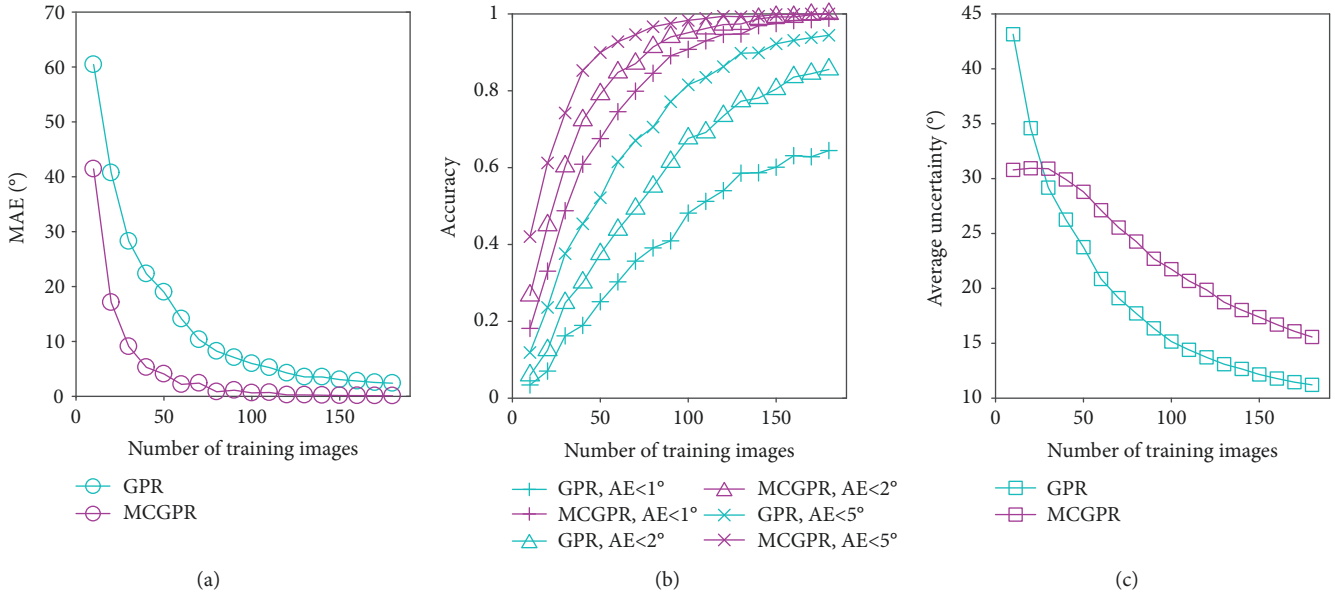 70
60
50
40
30
20
10
0
0
50
100
150
MAE (°)
Number of training images
GPR
MCGPR
(a)
1
0.8
0.6
0.4
0.2
0
0
50
100
150
Accuracy
Number of training images
GPR, AE<1°
MCGPR, AE<1°
GPR, AE<2°
MCGPR, AE<2°
GPR, AE<5°
MCGPR, AE<5°
(b)
45
40
35
30
25
20
15
10
0
50
100
150
Average uncertainty (°)
Number of training images
GPR
MCGPR
(c)